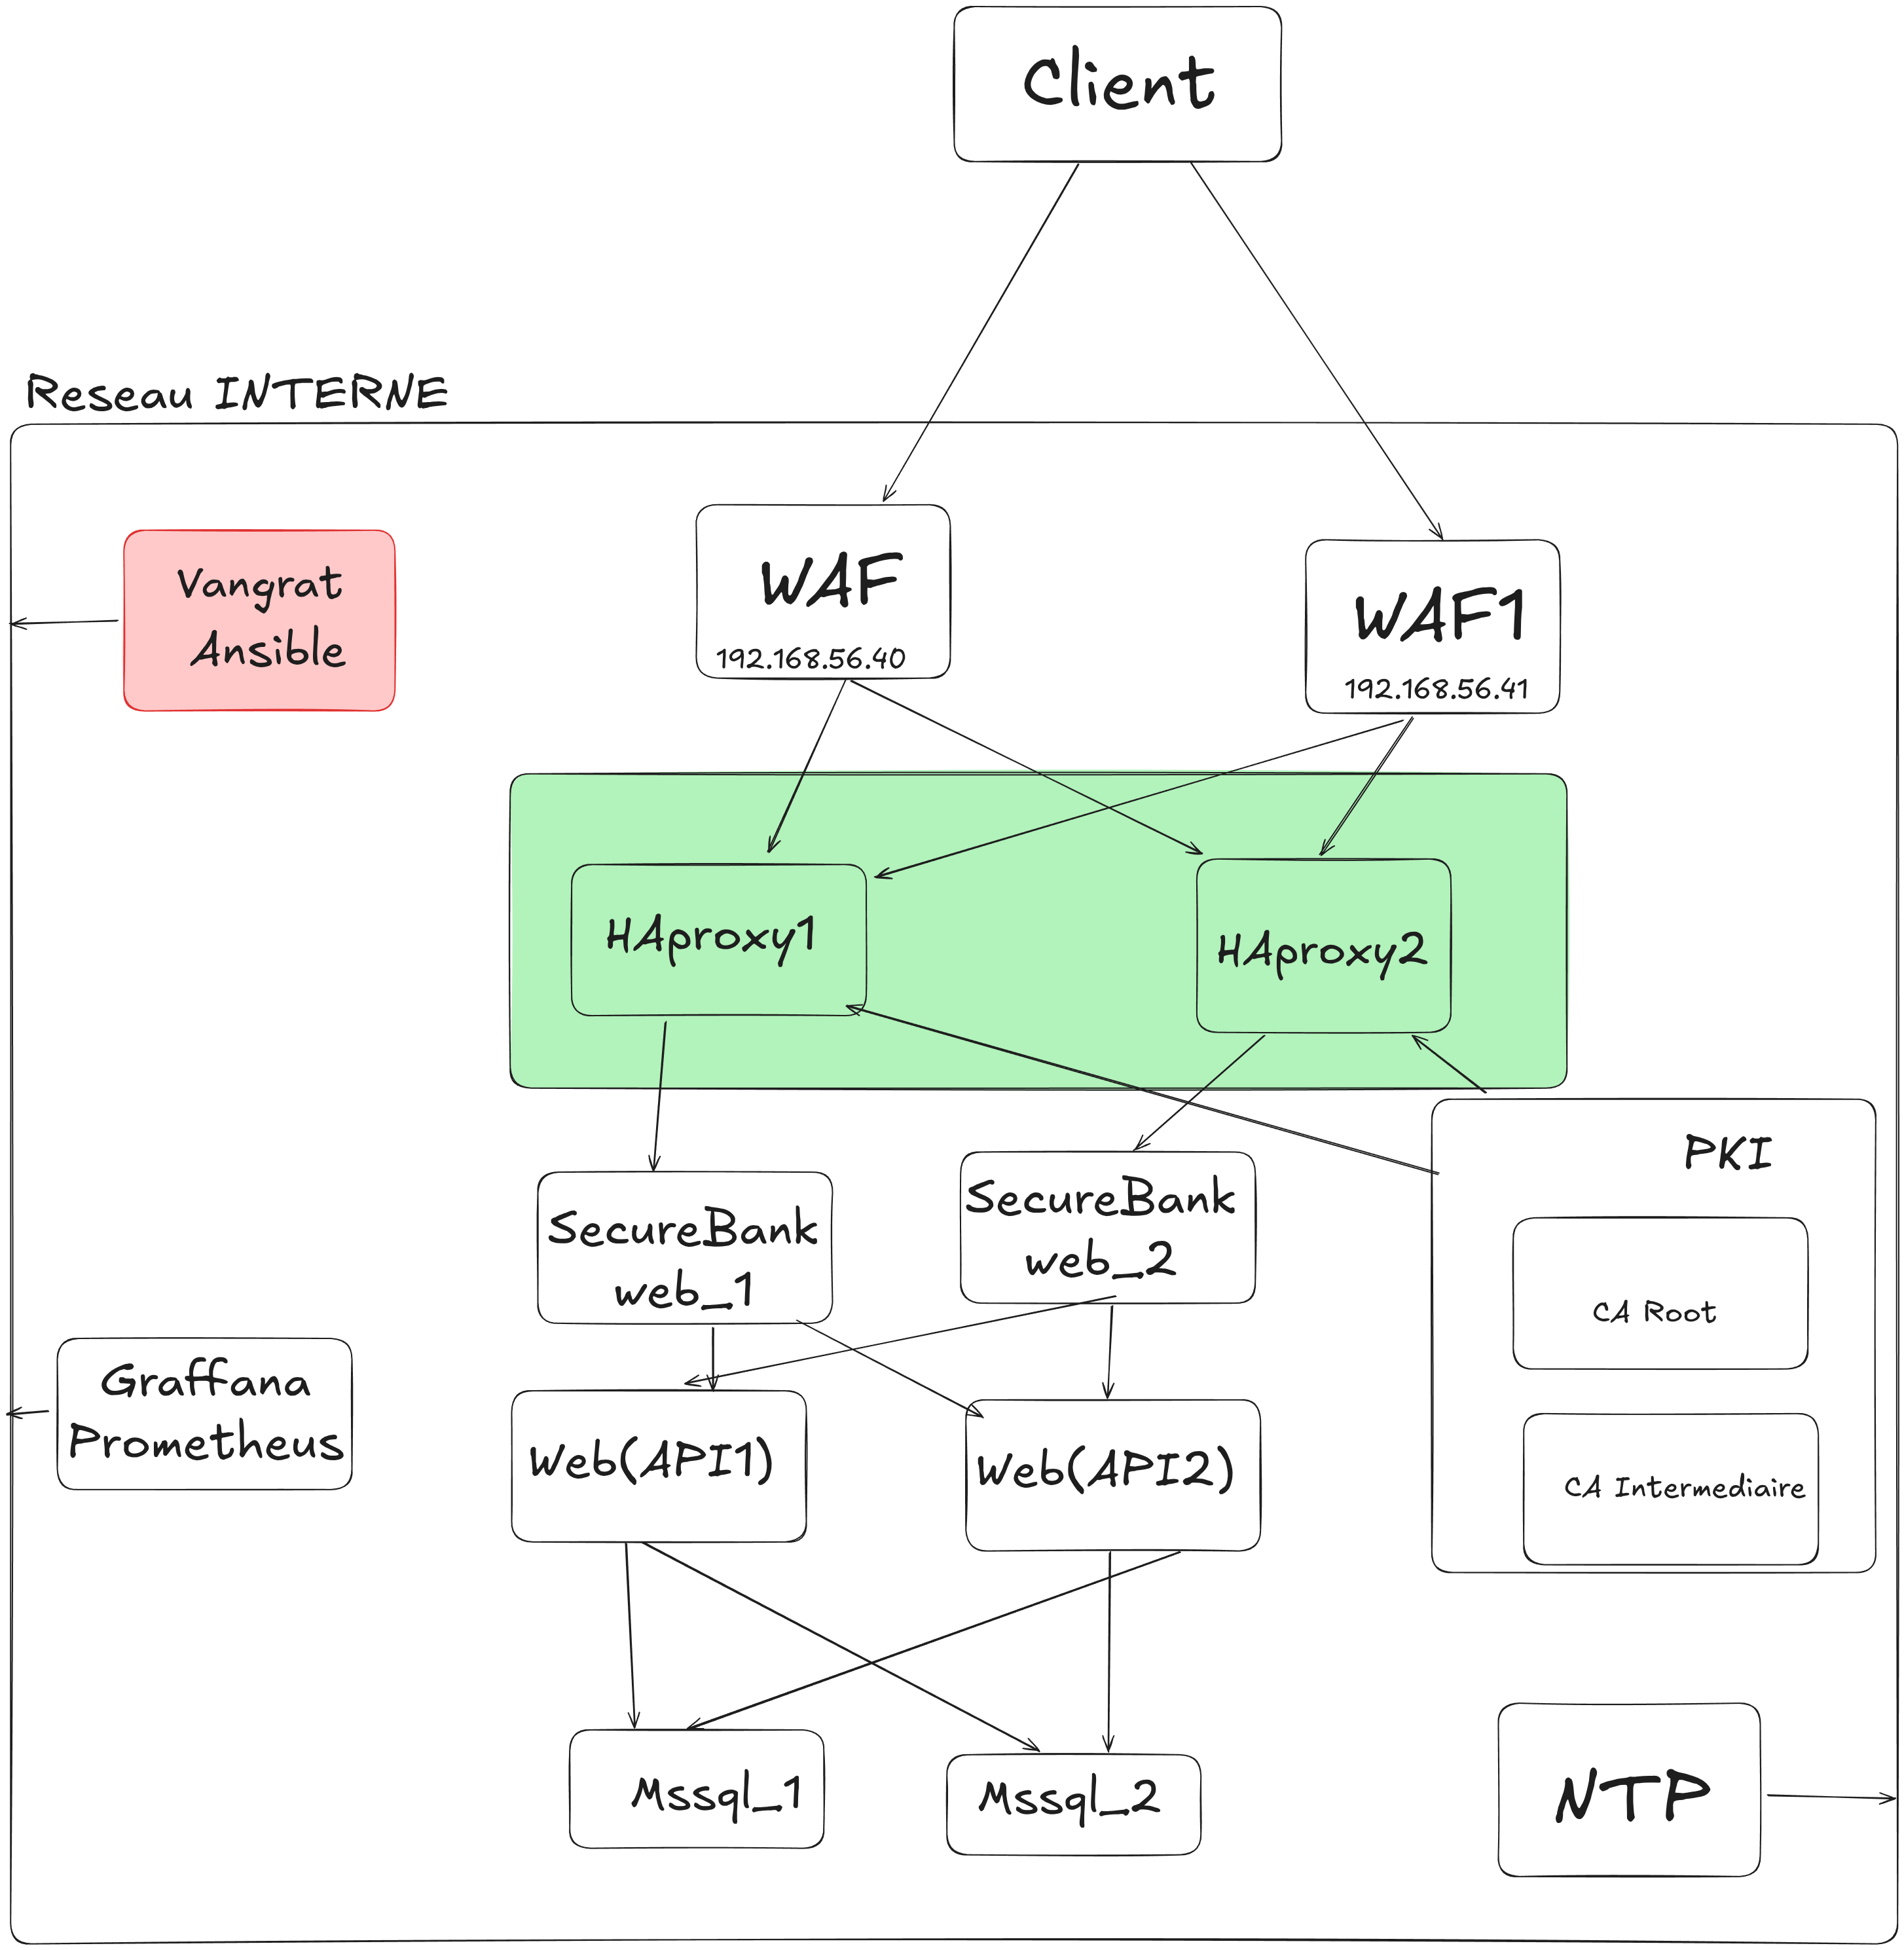 Client
Reseau INTERNE
Vangrat
Ansible
WAF
192.168.56.40
WAF1
192.168.56.41
HAproxy1
HAproxy2
PKI
SecureBank
web_1
SecureBank
web_2
CA Root
Graffana
Prometheus
Web(API1)
Web(API2)
CA Intermediaire
Mssql_1
Mssql_2
NTP